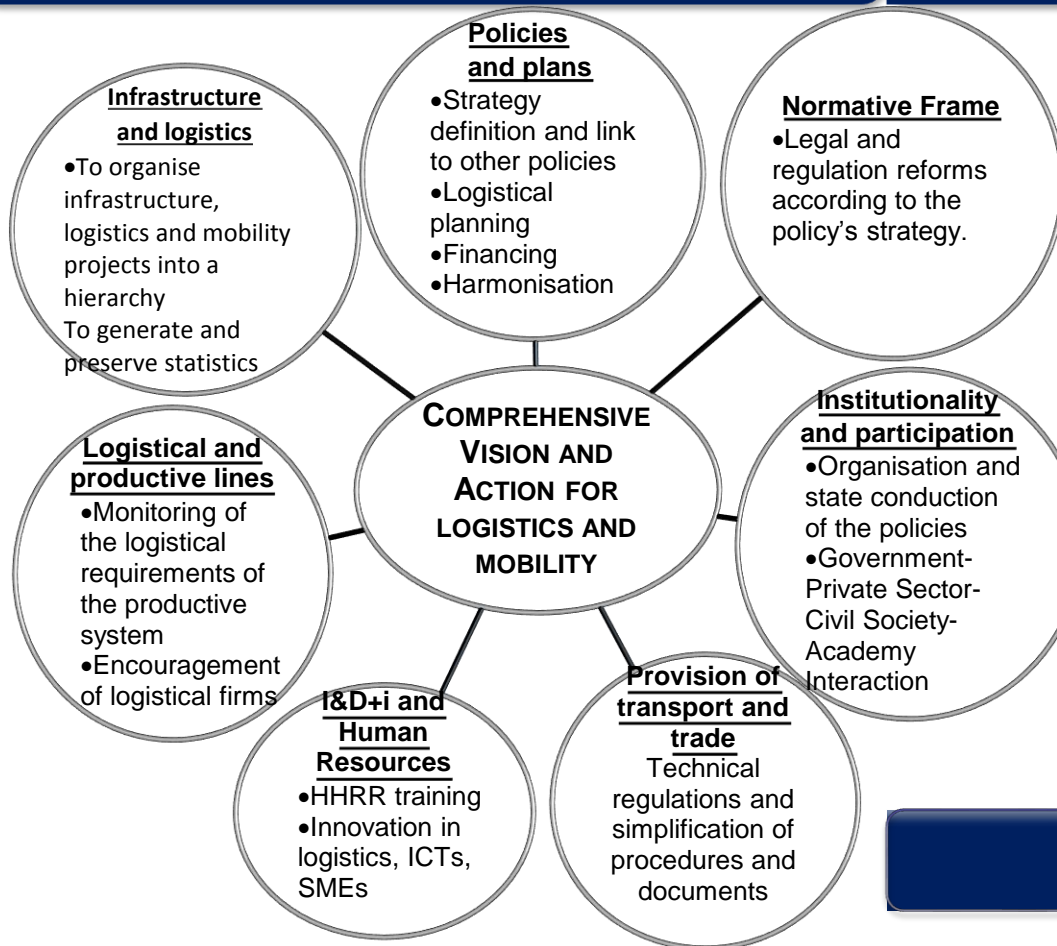 Policies
and plans
•Strategy
definition and link
to other policies
•Logistical
planning
•Financing
•Harmonisation
Infrastructure
and logistics
•To organise
infrastructure,
logistics and mobility
projects into a
hierarchy
To generate and
preserve statistics
Normative Frame
•Legal and
regulation reforms
according to the
policy’s strategy.
COMPREHENSIVE
VISION AND
ACTION FOR
LOGISTICS AND
MOBILITY
Institutionality
and participation
•Organisation and
state conduction
of the policies
•Government-
Private Sector-
Civil Society-
Academy
Interaction
Logistical and
productive lines
•Monitoring of
the logistical
requirements of
the productive
system
•Encouragement
of logistical firms
I&D+i and
Human
Resources
•HHRR training
•Innovation in
logistics, ICTs,
SMEs
Provision of
transport and
trade
Technical
regulations and
simplification of
procedures and
documents